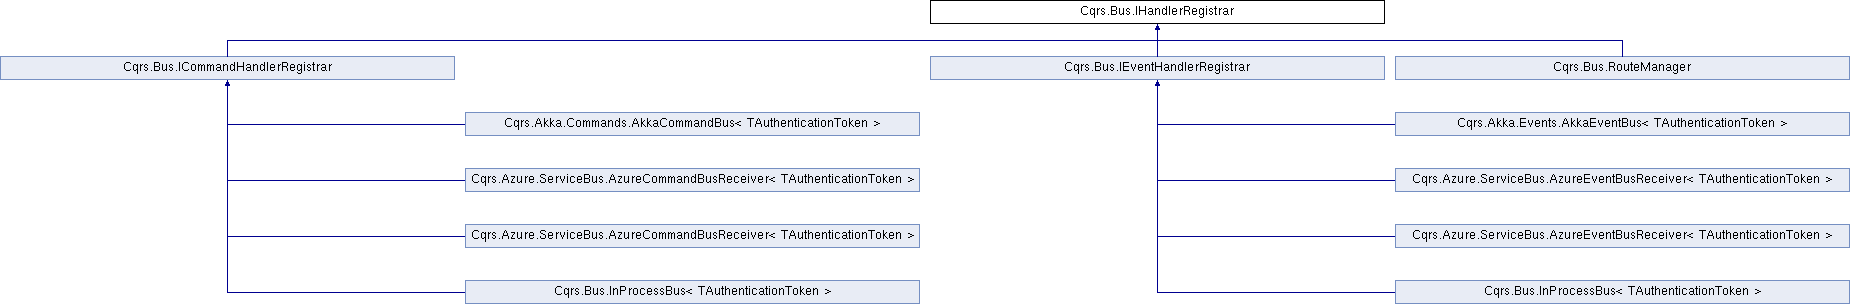 Cqrs.Bus.IHandlerRegistrar
Cqrs.Bus.ICommandHandlerRegistrar
Cqrs.Bus.IEventHandlerRegistrar
Cqrs.Bus.RouteManager
Cqrs.Akka.Commands.AkkaCommandBus< TAuthenticationToken >
Cqrs.Akka.Events.AkkaEventBus< TAuthenticationToken >
Cqrs.Azure.ServiceBus.AzureCommandBusReceiver< TAuthenticationToken >
Cqrs.Azure.ServiceBus.AzureEventBusReceiver< TAuthenticationToken >
Cqrs.Azure.ServiceBus.AzureCommandBusReceiver< TAuthenticationToken >
Cqrs.Azure.ServiceBus.AzureEventBusReceiver< TAuthenticationToken >
Cqrs.Bus.InProcessBus< TAuthenticationToken >
Cqrs.Bus.InProcessBus< TAuthenticationToken >